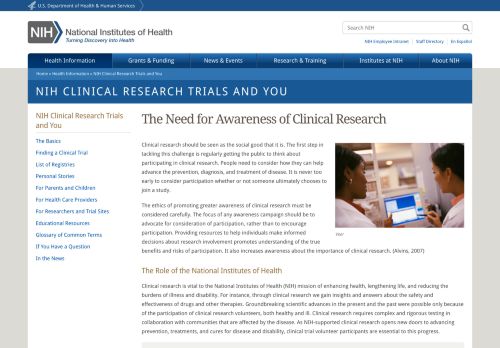 U.S. Department of Health & Human Services
NIH
National Institutes of Health
Turning Discovery Into Health
Search NIH
NIH Employee Intranet | Staff Directory | En Español
Health Information
Grants & Funding
News & Events
Research & Training
Institutes at NIH
About NIH
Home » Health Information » NIH Clinical Research Trials and You
NIH CLINICAL RESEARCH TRIALS AND YOU
NIH Clinical Research Trials
and You
The Basics
Finding a Clinical Trial
List of Registries
Personal Stories
For Parents and Children
For Health Care Providers
For Researchers and Trial Sites
Educational Resources
Glossary of Common Terms
If You Have a Question
In the News
The Need for Awareness of Clinical Research
Clinical research should be seen as the social good that it is. The first step in
tackling this challenge is regularly getting the public to think about
participating in clinical research. People need to consider how they can help
advance the prevention, diagnosis, and treatment of disease. It is never too
early to consider participation whether or not someone ultimately chooses to
join a study.
The ethics of promoting greater awareness of clinical research must be
considered carefully. The focus of any awareness campaign should be to
advocate for consideration of participation, rather than to encourage
participation. Providing resources to help individuals make informed
decisions about research involvement promotes understanding of the true
benefits and risks of participation. It also increases awareness about the importance of clinical research. (Alvins, 2007)
The Role of the National Institutes of Health
Clinical research is vital to the National Institutes of Health (NIH) mission of enhancing health, lengthening life, and reducing the
burdens of illness and disability. For instance, through clinical research we gain insights and answers about the safety and
effectiveness of drugs and other therapies. Groundbreaking scientific advances in the present and the past were possible only because
of the participation of clinical research volunteers, both healthy and ill. Clinical research requires complex and rigorous testing in
collaboration with communities that are affected by the disease. As NIH-supported clinical research opens new doors to advancing
prevention, treatments, and cures for disease and disability, clinical trial volunteer participants are essential to this progress.